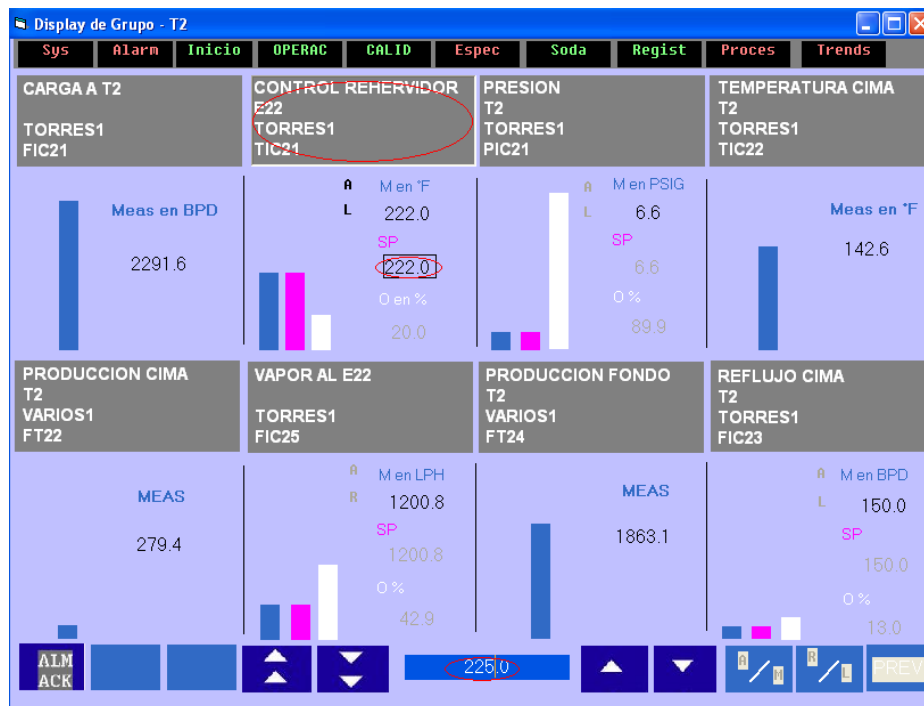 Display de Grupo - T2
Sys Alarm Inicio OPERAC CALID Espec Soda Regist Proces Trends
CARGA A T2
TORRES1
FIC21
CONTROL REHERVIDOR
E22
TORRES1
TIC21
PRESION
T2
TORRES1
PIC21
TEMPERATURA CIMA
T2
TORRES1
TIC22
Meas en BPD
2291.6
A M en °F
L 222.0
SP
222.0
O en %
20.0
A M en PSIG
L 6.6
SP
6.6
O %
89.9
Meas en °F
142.6
PRODUCCION CIMA
T2
VARIOS1
FT22
VAPOR AL E22
TORRES1
FIC25
PRODUCCION FONDO
T2
VARIOS1
FT24
REFLUJO CIMA
T2
TORRES1
FIC23
MEAS
279.4
A M en LPH
R 1200.8
SP
1200.8
O %
42.9
MEAS
1863.1
A M en BPD
L 150.0
SP
150.0
O %
13.0
ALM
ACK
225.0
A/M
R/L
PREV